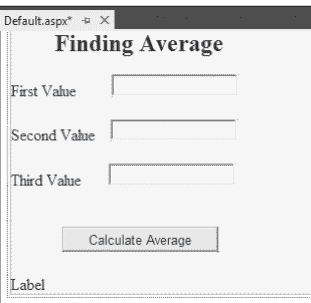 Default.aspx*
Finding Average
First Value
Second Value
Third Value
Calculate Average
Label